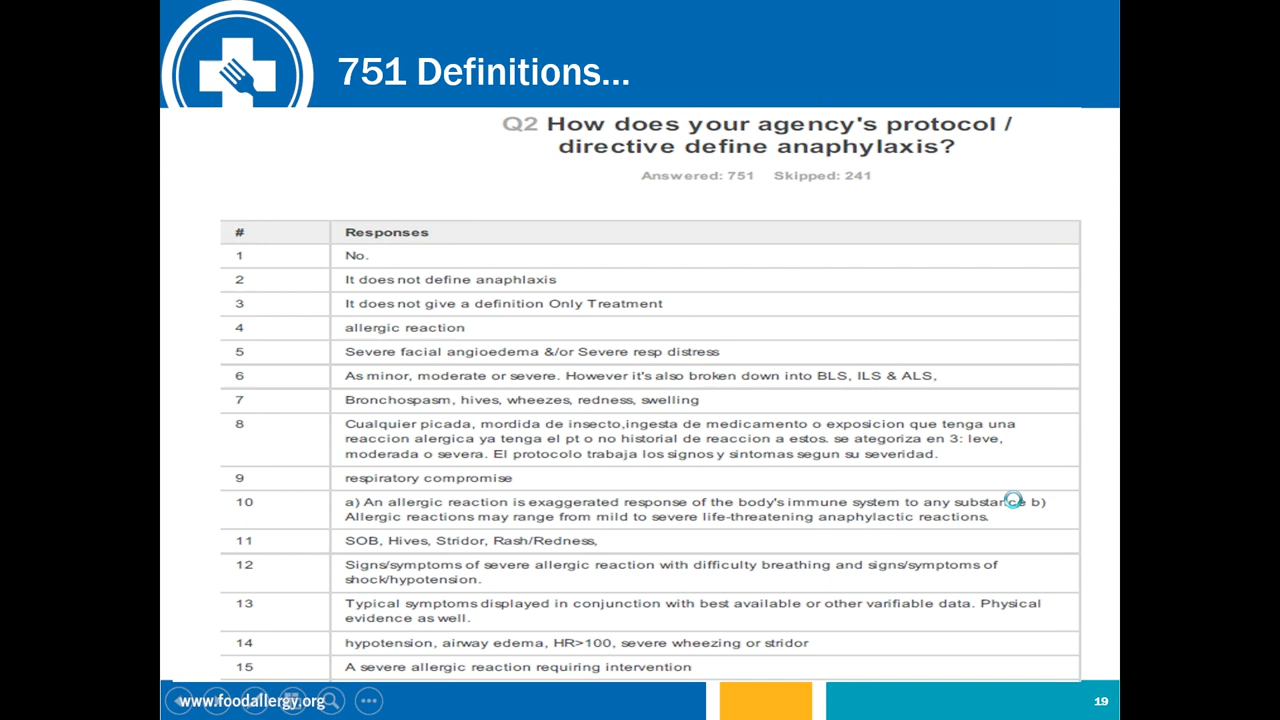 751 Definitions...
Q2 How does your agency's protocol /
directive define anaphylaxis?
Answered: 751 Skipped: 241
# Responses
1 No.
2 It does not define anaphlaxis
3 It does not give a definition Only Treatment
4 allergic reaction
5 Severe facial angioedema &/or Severe resp distress
6 As minor, moderate or severe. However it's also broken down into BLS, ILS & ALS,
7 Bronchospasm, hives, wheezes, redness, swelling
8 Cualquier picada, mordida de insecto,ingesta de medicamento o exposicion que tenga una
reaccion alergica ya tenga el pt o no historial de reaccion a estos. se ategoriza en 3: leve,
moderada o severa. El protocolo trabaja los signos y sintomas segun su severidad.
9 respiratory compromise
10 a) An allergic reaction is exaggerated response of the body's immune system to any substance b)
Allergic reactions may range from mild to severe life-threatening anaphylactic reactions.
11 SOB, Hives, Stridor, Rash/Redness,
12 Signs/symptoms of severe allergic reaction with difficulty breathing and signs/symptoms of
shock/hypotension.
13 Typical symptoms displayed in conjunction with best available or other varifiable data. Physical
evidence as well.
14 hypotension, airway edema, HR>100, severe wheezing or stridor
15 A severe allergic reaction requiring intervention
www.foodallergy.org 19